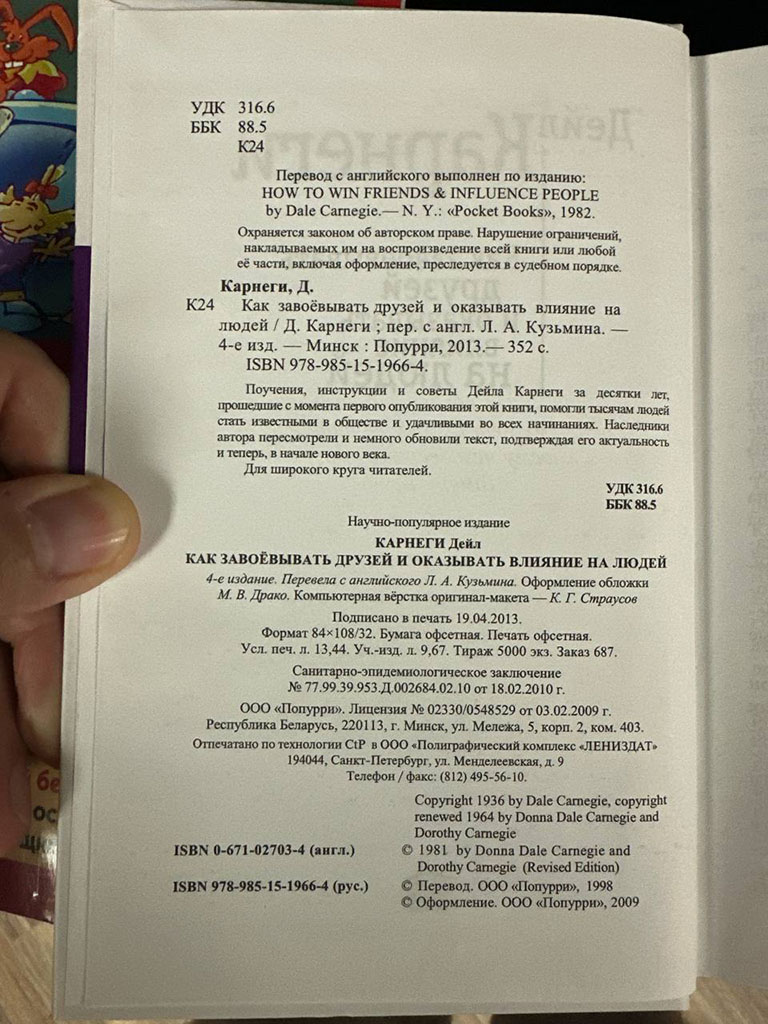 УДК 316.6
ББК 88.5
К24
Перевод с английского выполнен по изданию:
HOW TO WIN FRIENDS & INFLUENCE PEOPLE
by Dale Carnegie.— N. Y.: «Pocket Books», 1982.
Охраняется законом об авторском праве. Нарушение ограничений,
накладываемых им на воспроизведение всей книги или любой
её части, включая оформление, преследуется в судебном порядке.
Карнеги, Д.
К24 Как завоёвывать друзей и оказывать влияние на
людей / Д. Карнеги ; пер. с англ. Л. А. Кузьмина. —
4-е изд. — Минск : Попурри, 2013.— 352 с.
ISBN 978-985-15-1966-4.
Поучения, инструкции и советы Дейла Карнеги за десятки лет,
прошедшие с момента первого опубликования этой книги, помогли тысячам людей
стать известными в обществе и удачливыми во всех начинаниях. Наследники
автора пересмотрели и немного обновили текст, подтверждая его актуальность
и теперь, в начале нового века.
Для широкого круга читателей.
УДК 316.6
ББК 88.5
Научно-популярное издание
КАРНЕГИ Дейл
КАК ЗАВОЁВЫВАТЬ ДРУЗЕЙ И ОКАЗЫВАТЬ ВЛИЯНИЕ НА ЛЮДЕЙ
4-е издание. Перевела с английского Л. А. Кузьмина. Оформление обложки
М. В. Драко. Компьютерная вёрстка оригинал-макета — К. Г. Страусов
Подписано в печать 19.04.2013.
Формат 84×108/32. Бумага офсетная. Печать офсетная.
Усл. печ. л. 13,44. Уч.-изд. л. 9,67. Тираж 5000 экз. Заказ 687.
Санитарно-эпидемиологическое заключение
№ 77.99.39.953.Д.002684.02.10 от 18.02.2010 г.
ООО «Попурри». Лицензия № 02330/0548529 от 03.02.2009 г.
Республика Беларусь, 220113, г. Минск, ул. Мележа, 5, корп. 2, ком. 403.
Отпечатано по технологии CtP в ООО «Полиграфический комплекс «ЛЕНИЗДАТ»
194044, Санкт-Петербург, ул. Менделеевская, д. 9
Телефон / факс: (812) 495-56-10.
Copyright 1936 by Dale Carnegie, copyright
renewed 1964 by Donna Dale Carnegie and
Dorothy Carnegie
ISBN 0-671-02703-4 (англ.) © 1981 by Donna Dale Carnegie and
Dorothy Carnegie (Revised Edition)
ISBN 978-985-15-1966-4 (рус.) © Перевод. ООО «Попурри», 1998
© Оформление. ООО «Попурри», 2009